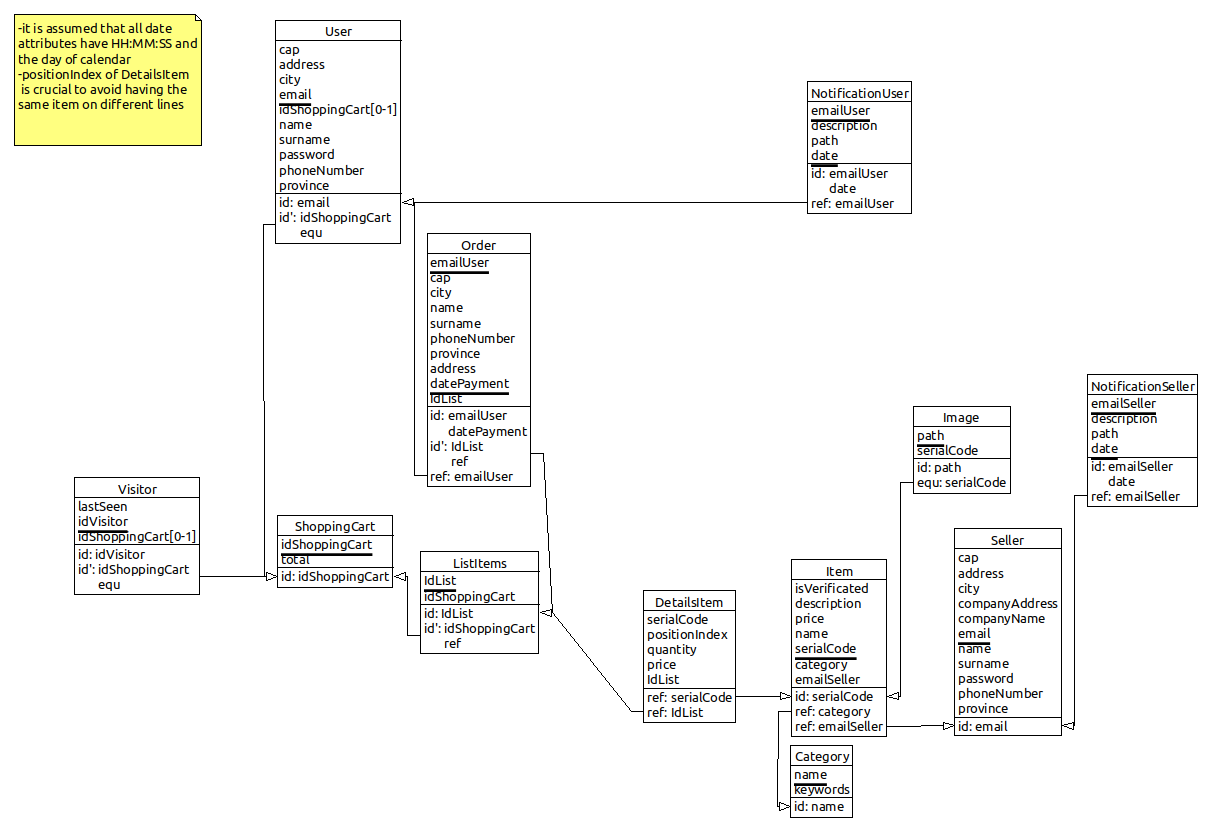 -it is assumed that all date
attributes have HH:MM:SS and
the day of calendar
-positionIndex of DetailsItem
is crucial to avoid having the
same item on different lines
User
cap
address
city
email
idShoppingCart[0-1]
name
surname
password
phoneNumber
province
id: email
id': idShoppingCart
equ
NotificationUser
emailUser
description
path
date
id: emailUser
date
ref: emailUser
Order
emailUser
cap
city
name
surname
phoneNumber
province
address
datePayment
IdList
id: emailUser
datePayment
id': IdList
ref
ref: emailUser
NotificationSeller
emailSeller
description
path
date
id: emailSeller
date
ref: emailSeller
Image
path
serialCode
id: path
equ: serialCode
Visitor
lastSeen
idVisitor
idShoppingCart[0-1]
id: idVisitor
id': idShoppingCart
equ
ShoppingCart
idShoppingCart
total
id: idShoppingCart
ListItems
IdList
idShoppingCart
id: IdList
id': idShoppingCart
ref
DetailsItem
serialCode
positionIndex
quantity
price
IdList
ref: serialCode
ref: IdList
Item
isVerificated
description
price
name
serialCode
category
emailSeller
id: serialCode
ref: category
ref: emailSeller
Seller
cap
address
city
companyAddress
companyName
email
name
surname
password
phoneNumber
province
id: email
Category
name
keywords
id: name